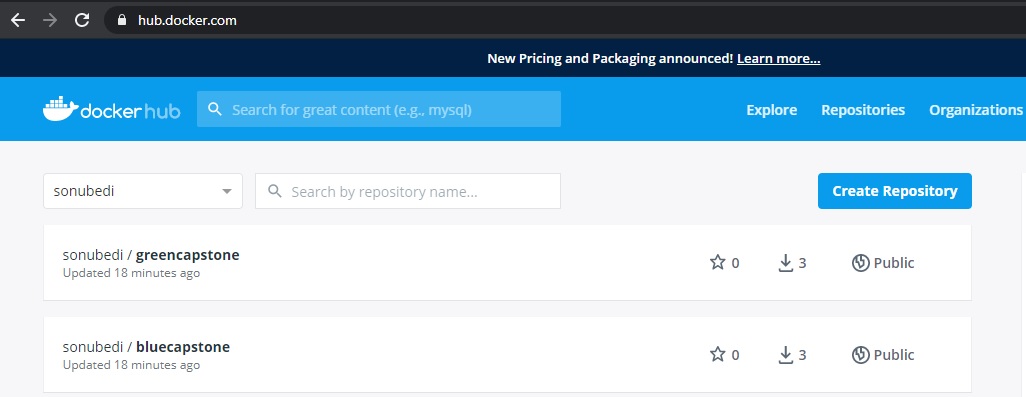 hub.docker.com
New Pricing and Packaging announced! Learn more...
docker hub
Search for great content (e.g., mysql)
Explore
Repositories
Organizations
sonubedi
Search by repository name...
Create Repository
sonubedi / greencapstone
Updated 18 minutes ago
0
3
Public
sonubedi / bluecapstone
Updated 18 minutes ago
0
3
Public